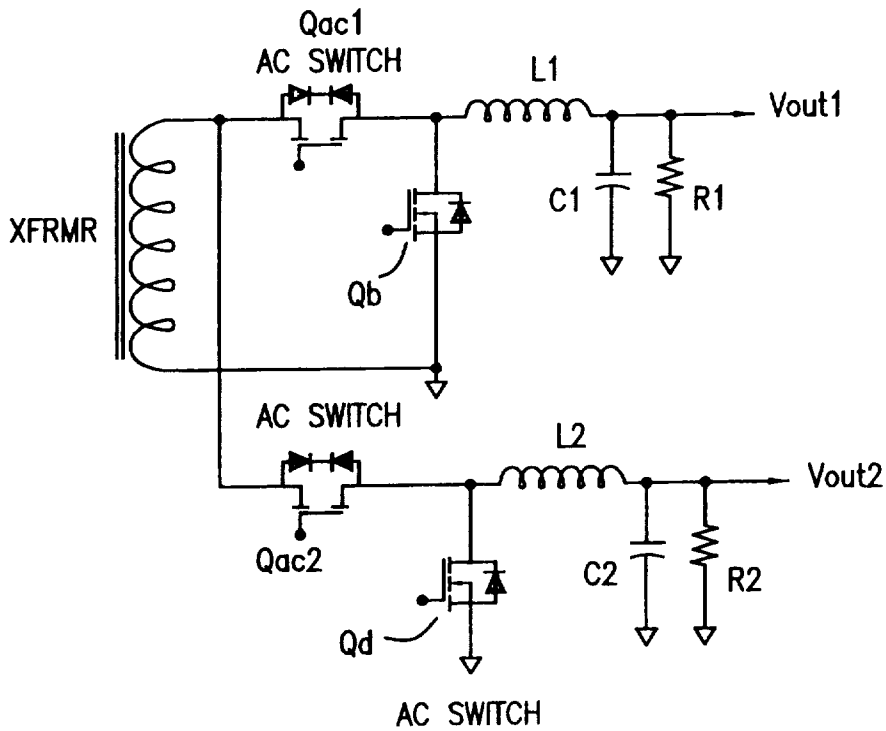 Qac1
AC SWITCH
L1
Vout1
C1
R1
XFRMR
Qb
AC SWITCH
L2
Vout2
Qac2
C2
R2
Qd
AC SWITCH